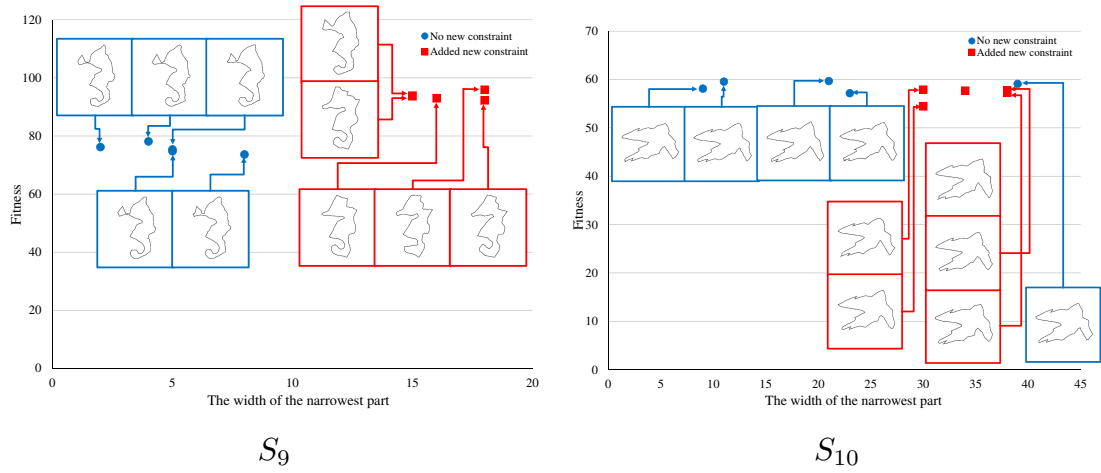 120
100
80
60
40
20
0
Fitness
0 5 10 15 20
The width of the narrowest part
No new constraint
Added new constraint
S9
70
60
50
40
30
20
10
0
Fitness
0 5 10 15 20 25 30 35 40 45
The width of the narrowest part
No new constraint
Added new constraint
S10